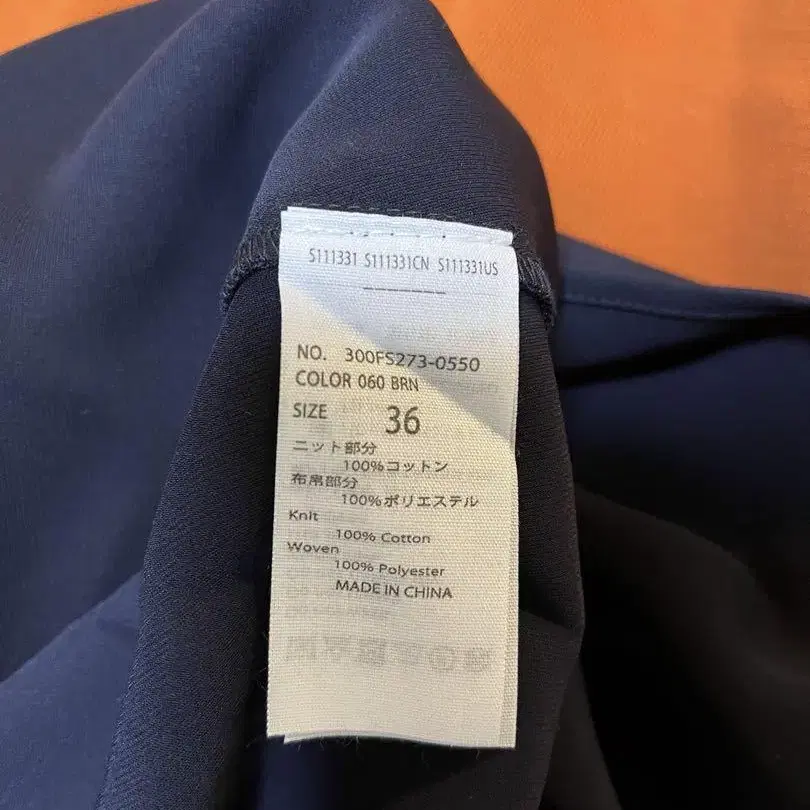 S111331 S111331CN S111331US
NO. 300FS273-0550
COLOR 060 BRN
SIZE 36
ニット部分
100%コットン
布帛部分
100%ポリエステル
Knit
100% Cotton
Woven
100% Polyester
MADE IN CHINA